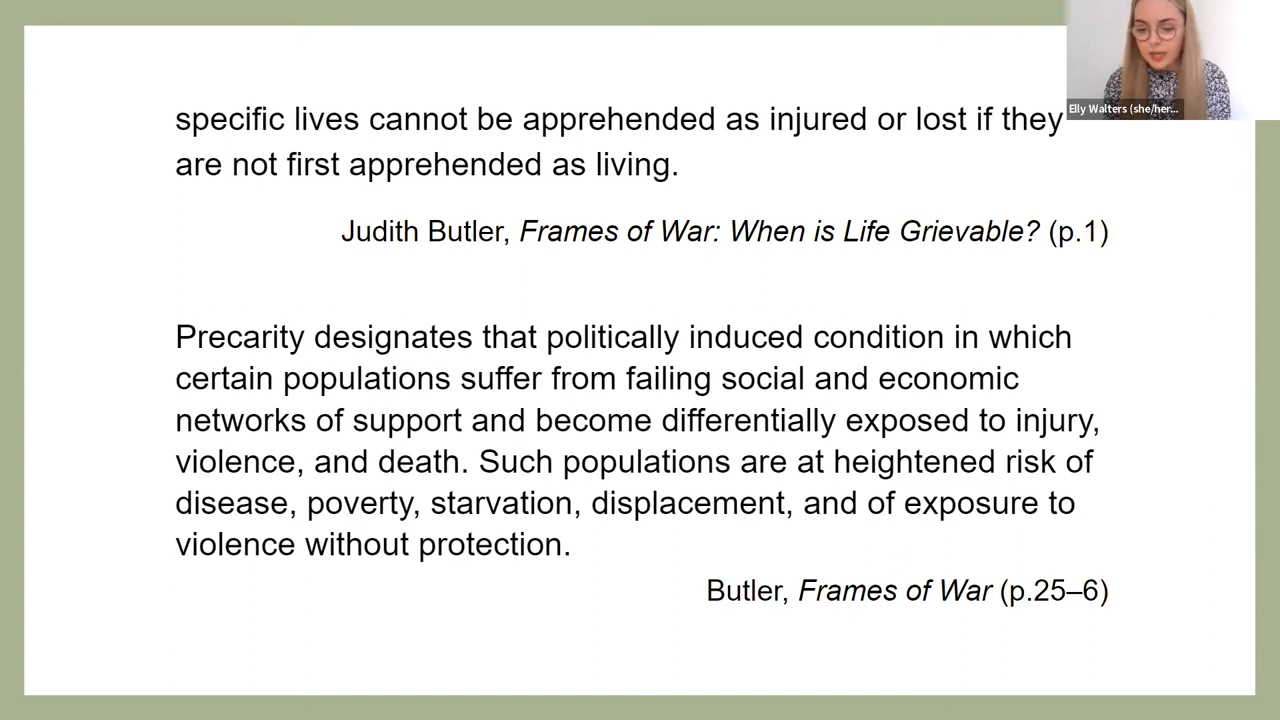 specific lives cannot be apprehended as injured or lost if they
are not first apprehended as living.
Judith Butler, Frames of War: When is Life Grievable? (p.1)
Precarity designates that politically induced condition in which
certain populations suffer from failing social and economic
networks of support and become differentially exposed to injury,
violence, and death. Such populations are at heightened risk of
disease, poverty, starvation, displacement, and of exposure to
violence without protection.
Butler, Frames of War (p.25–6)
Elly Walters (she/her...